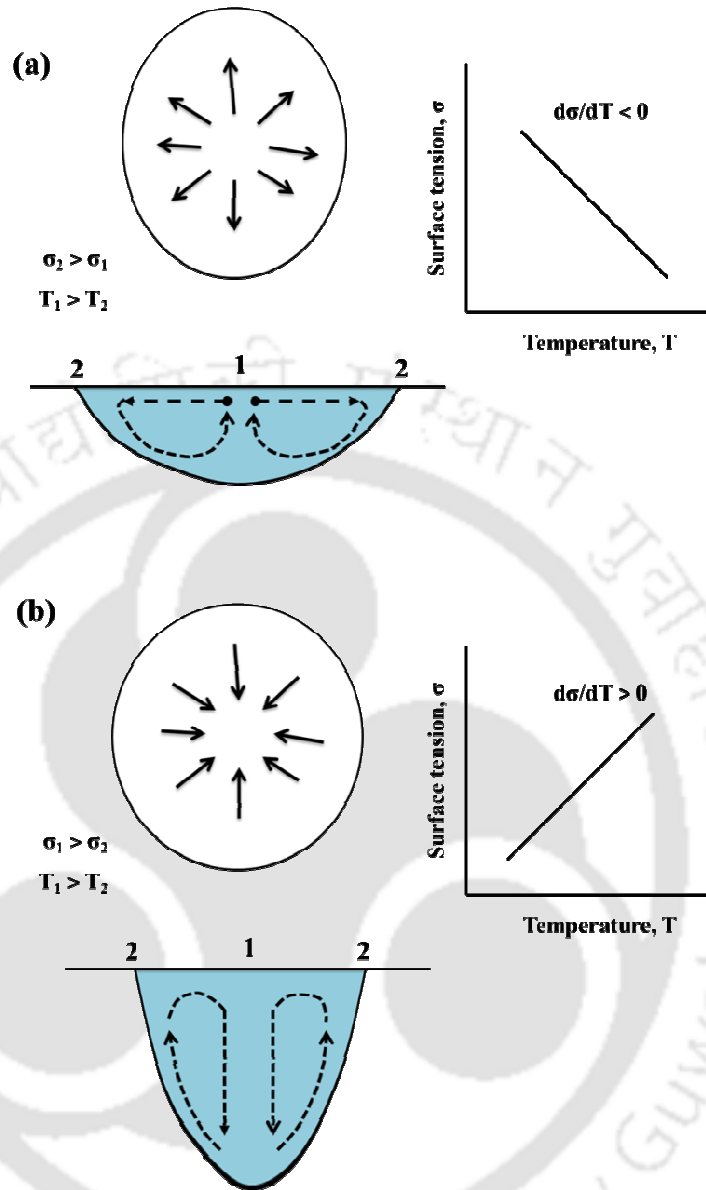 (a)
dσ/dT < 0
Surface tension, σ
σ₂ > σ₁
T₁ > T₂
Temperature, T
2 1 2
(b)
dσ/dT > 0
Surface tension, σ
σ₁ > σ₂
T₁ > T₂
Temperature, T
2 1 2